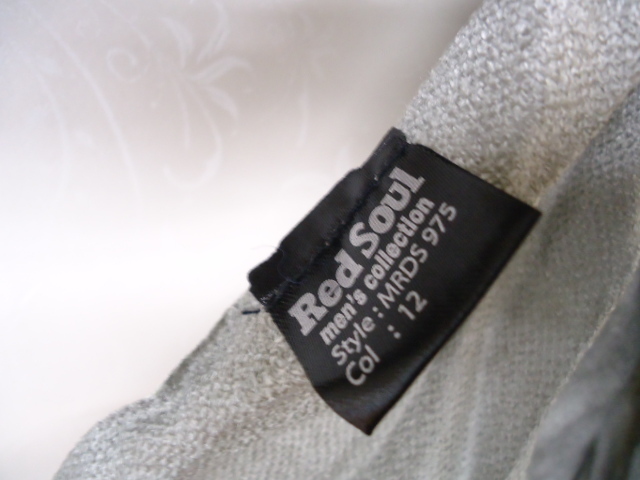 Red Soul
men's collection
Style : MRDS 975
Col : 12